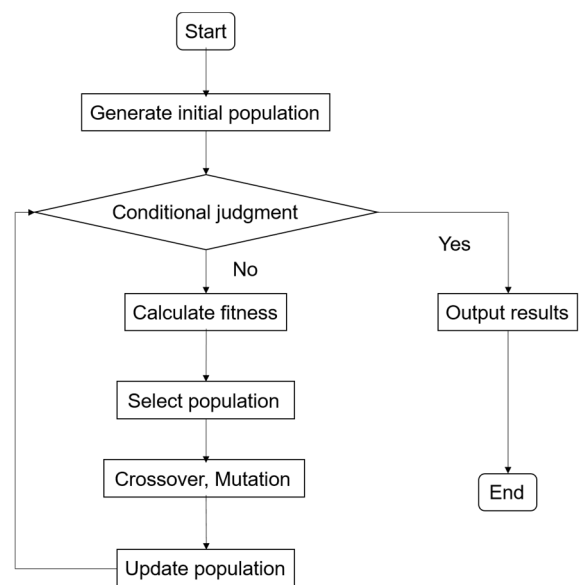 Start
Generate initial population
Conditional judgment
Yes
No
Calculate fitness
Output results
Select population
Crossover, Mutation
End
Update population